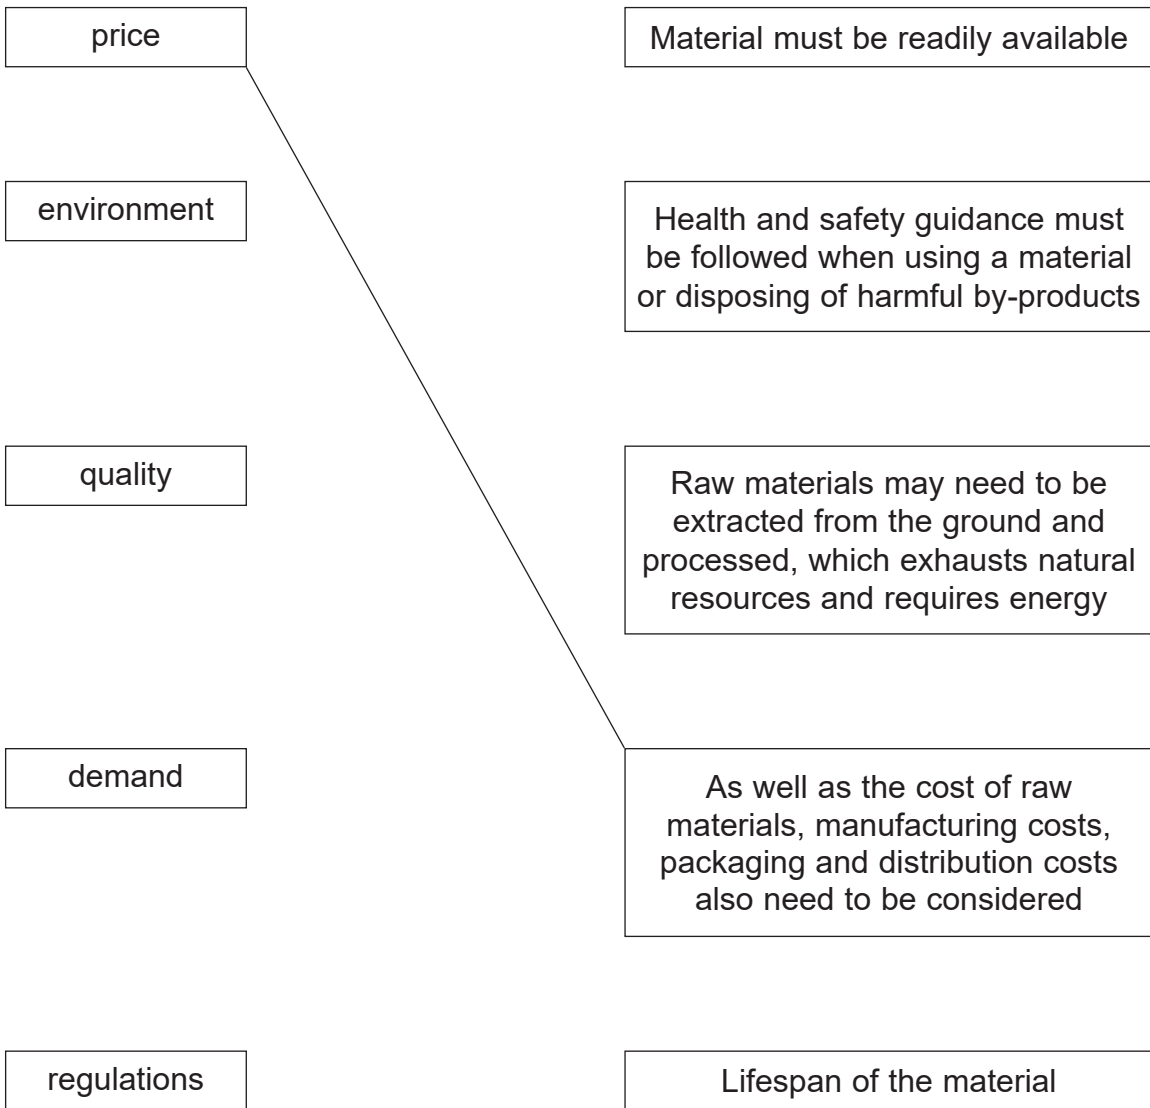 price
Material must be readily available
environment
Health and safety guidance must
be followed when using a material
or disposing of harmful by-products
quality
Raw materials may need to be
extracted from the ground and
processed, which exhausts natural
resources and requires energy
demand
As well as the cost of raw
materials, manufacturing costs,
packaging and distribution costs
also need to be considered
regulations
Lifespan of the material